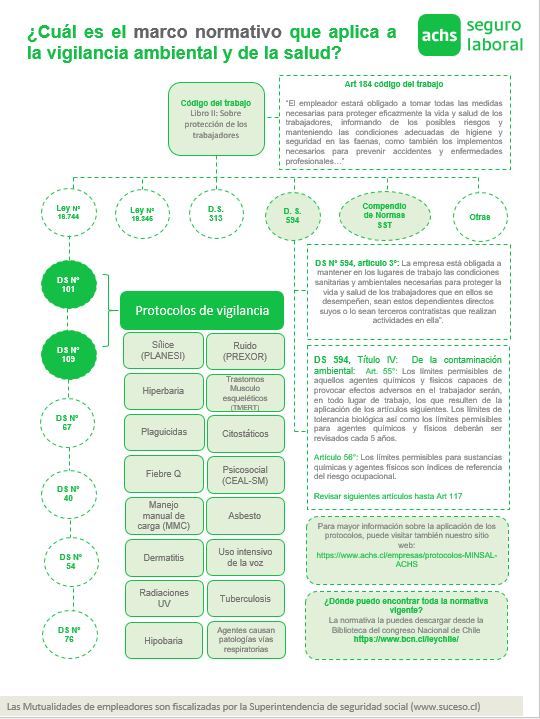 ¿Cuál es el marco normativo que aplica a
la vigilancia ambiental y de la salud?
achs
seguro
laboral
Código del trabajo
Libro II: Sobre
protección de los
trabajadores
Art 184 código del trabajo
"El empleador estará obligado a tomar todas las medidas
necesarias para proteger eficazmente la vida y salud de los
trabajadores, informando de los posibles riesgos y
manteniendo las condiciones adecuadas de higiene y
seguridad en las faenas, como también los implementos
necesarios para prevenir accidentes y enfermedades
profesionales…"
Ley Nº
16.744
Ley Nº
19.345
D. S.
313
D. S.
594
Compendio
de Normas
SST
Otras
DS Nº
101
DS Nº
109
DS Nº
67
DS Nº
40
DS Nº
54
DS Nº
76
Protocolos de vigilancia
Sílice
(PLANESI)
Ruido
(PREXOR)
Hiperbaria
Trastornos
Musculo
esqueléticos
(TMERT)
Plaguicidas
Citostáticos
Fiebre Q
Psicosocial
(CEAL-SM)
Manejo
manual de
carga (MMC)
Asbesto
Dermatitis
Uso intensivo
de la voz
Radiaciones
UV
Tuberculosis
Hipobaria
Agentes causan
patologías vías
respiratorias
DS Nº 594, artículo 3º: La empresa está obligada a
mantener en los lugares de trabajo las condiciones
sanitarias y ambientales necesarias para proteger la
vida y salud de los trabajadores que en ellos se
desempeñen, sean estos dependientes directos
suyos o lo sean terceros contratistas que realizan
actividades en ella".
DS 594, Título IV: De la contaminación
ambiental: Art. 55°: Los límites permisibles de
aquellos agentes químicos y físicos capaces de
provocar efectos adversos en el trabajador serán,
en todo lugar de trabajo, los que resulten de la
aplicación de los artículos siguientes. Los límites de
tolerancia biológica así como los límites permisibles
para agentes químicos y físicos deberán ser
revisados cada 5 años.
Artículo 56°: Los límites permisibles para sustancias
químicas y agentes físicos son índices de referencia
del riesgo ocupacional.
Revisar siguientes artículos hasta Art 117
Para mayor información sobre la aplicación de los
protocolos, puede visitar también nuestro sitio
web:
https://www.achs.cl/empresas/protocolos-MINSAL-
ACHS
¿Dónde puedo encontrar toda la normativa
vigente?
La normativa la puedes descargar desde la
Biblioteca del congreso Nacional de Chile
https://www.bcn.cl/leychile/
Las Mutualidades de empleadores son fiscalizadas por la Superintendencia de seguridad social (www.suceso.cl)